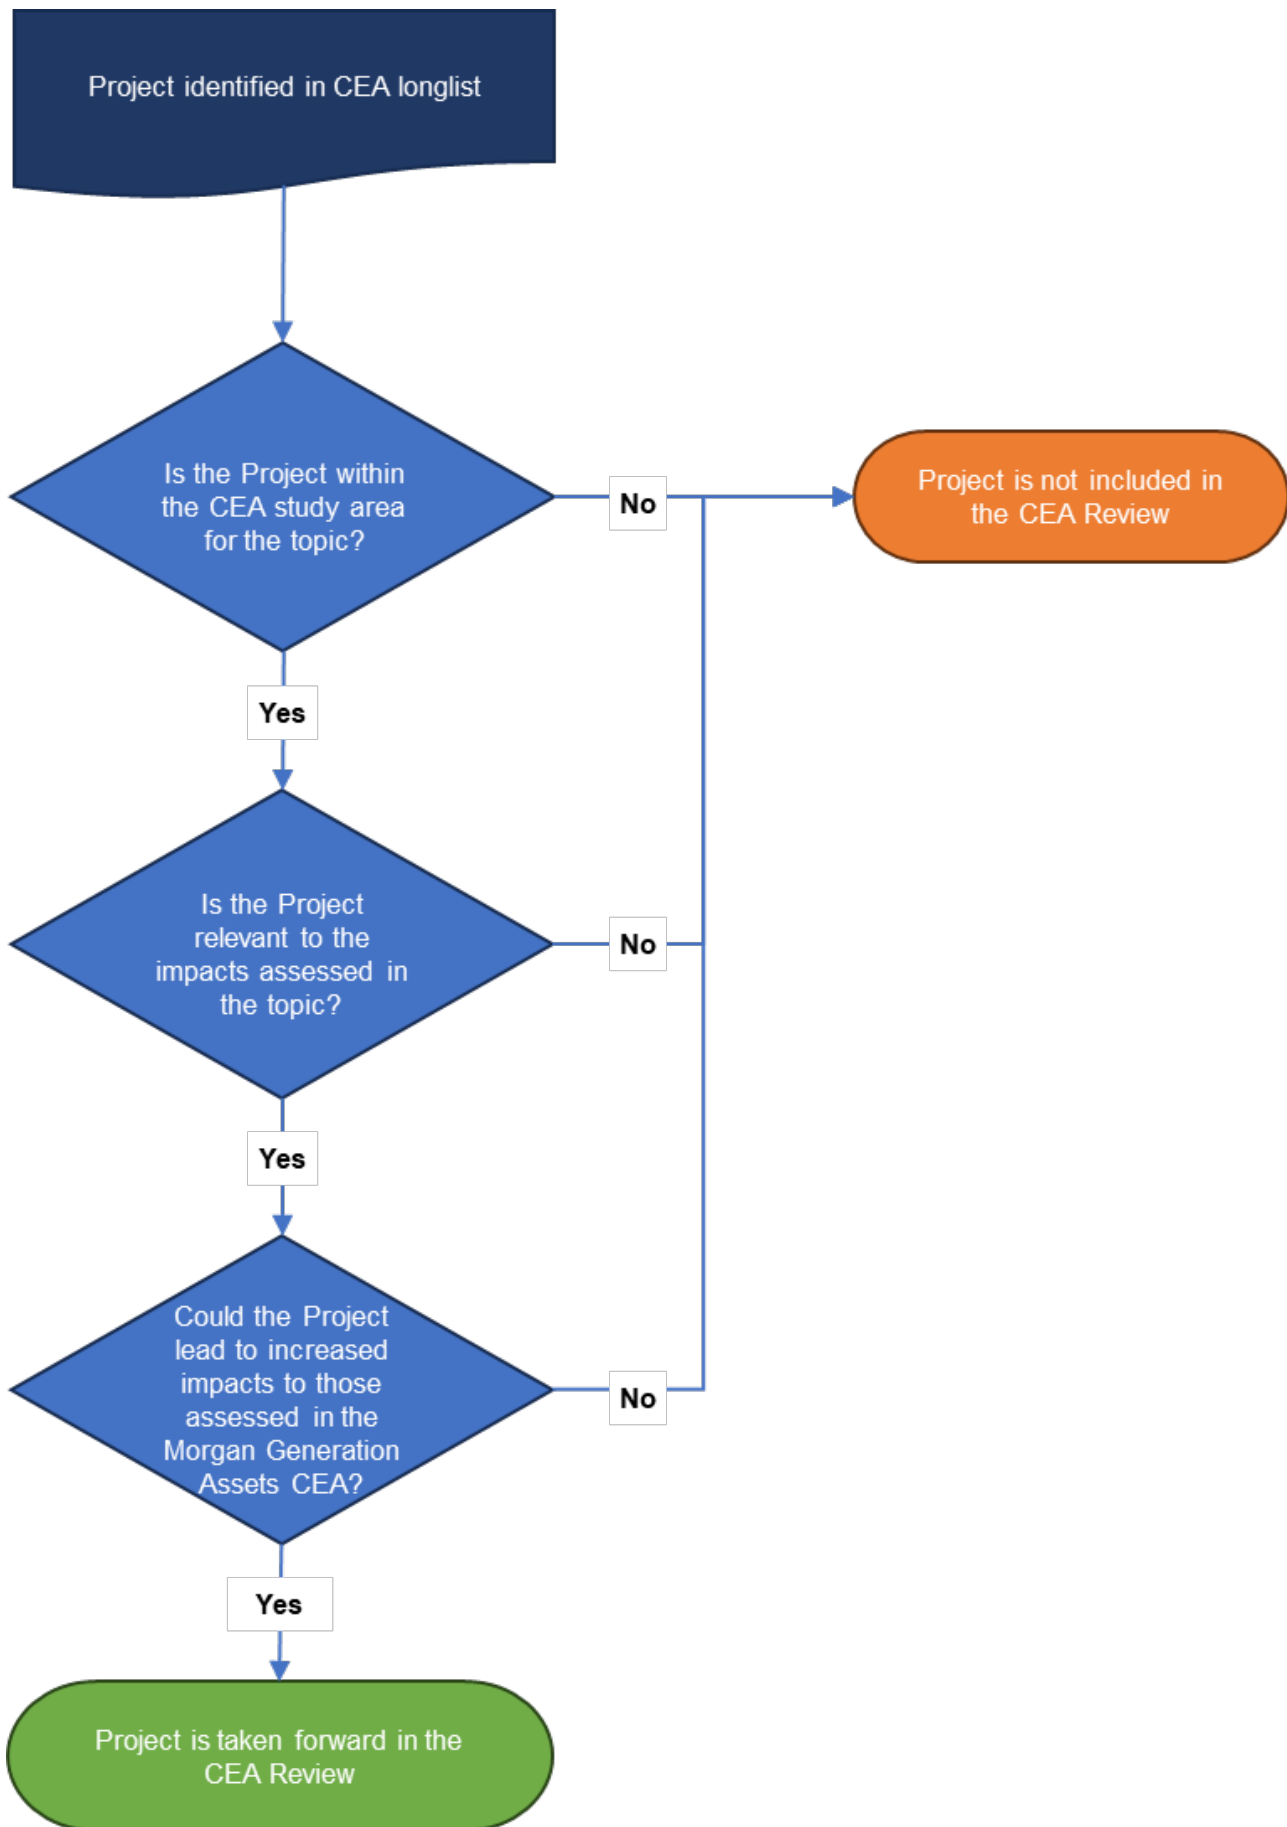 Project identified in CEA longlist
Is the Project within
the CEA study area
for the topic?
No
Project is not included in
the CEA Review
Yes
Is the Project
relevant to the
impacts assessed in
the topic?
No
Yes
Could the Project
lead to increased
impacts to those
assessed in the
Morgan Generation
Assets CEA?
No
Yes
Project is taken forward in the
CEA Review